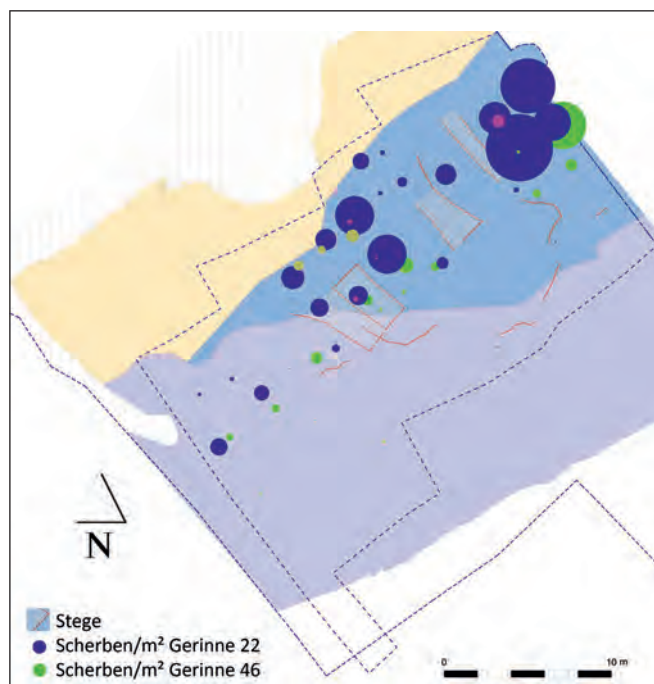 N
Stege
Scherben/m² Gerinne 22
Scherben/m² Gerinne 46
0 10 m